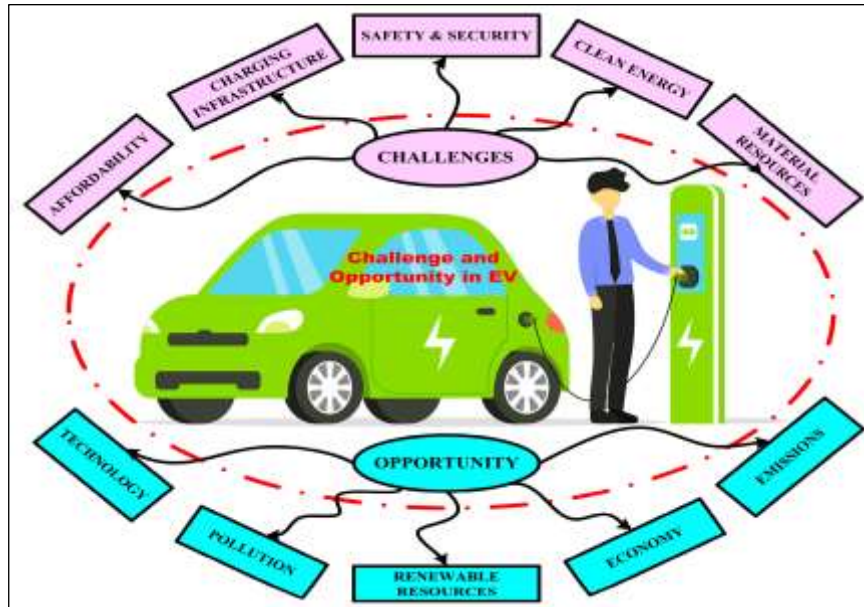 SAFETY & SECURITY
CHARGING
INFRASTRUCTURE
CLEAN ENERGY
AFFORDABILITY
MATERIAL
RESOURCES
CHALLENGES
Challenge and
Opportunity in EV
OPPORTUNITY
TECHNOLOGY
EMISSIONS
POLLUTION
ECONOMY
RENEWABLE
RESOURCES